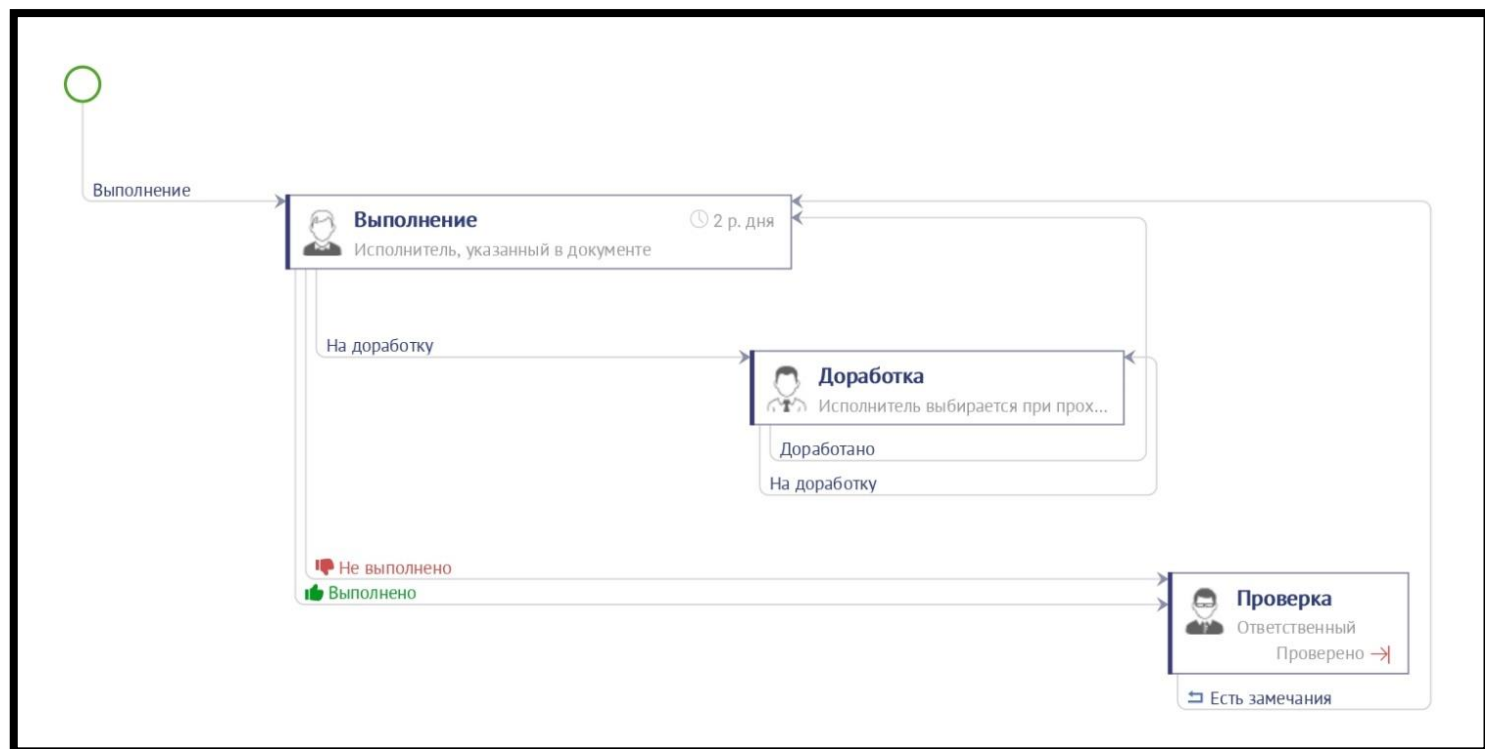 Выполнение
Выполнение
2 р. дня
Исполнитель, указанный в документе
На доработку
Доработка
Исполнитель выбирается при прох...
Доработано
На доработку
Не выполнено
Выполнено
Проверка
Ответственный
Проверено
Есть замечания